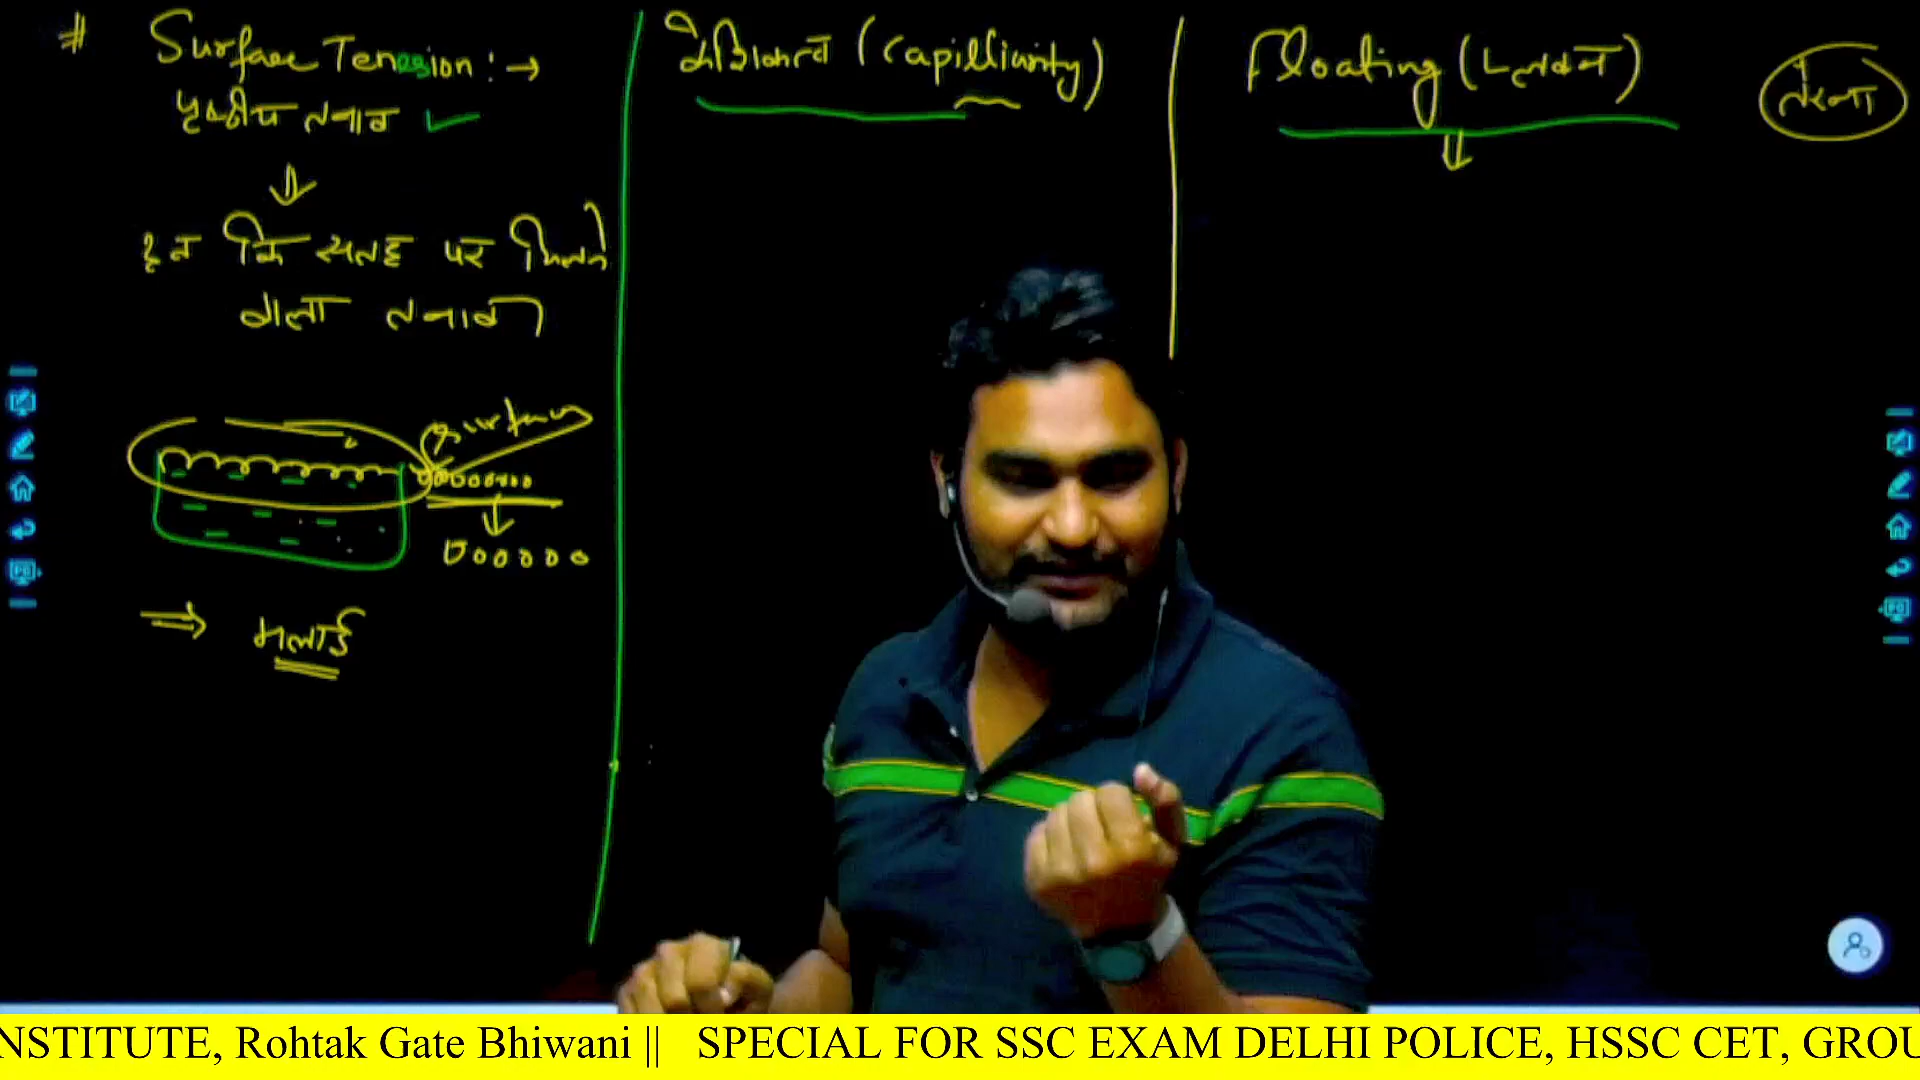 # Surface Tension : →
पृष्ठीय तनाव ✓
द्रव कि सतह पर मिलने
वाला तनाव
surface
⇒ मलाई
केशिकत्व (Capillarity)
Floating (प्लवन)
तैरना
NSTITUTE, Rohtak Gate Bhiwani || SPECIAL FOR SSC EXAM DELHI POLICE, HSSC CET, GROU